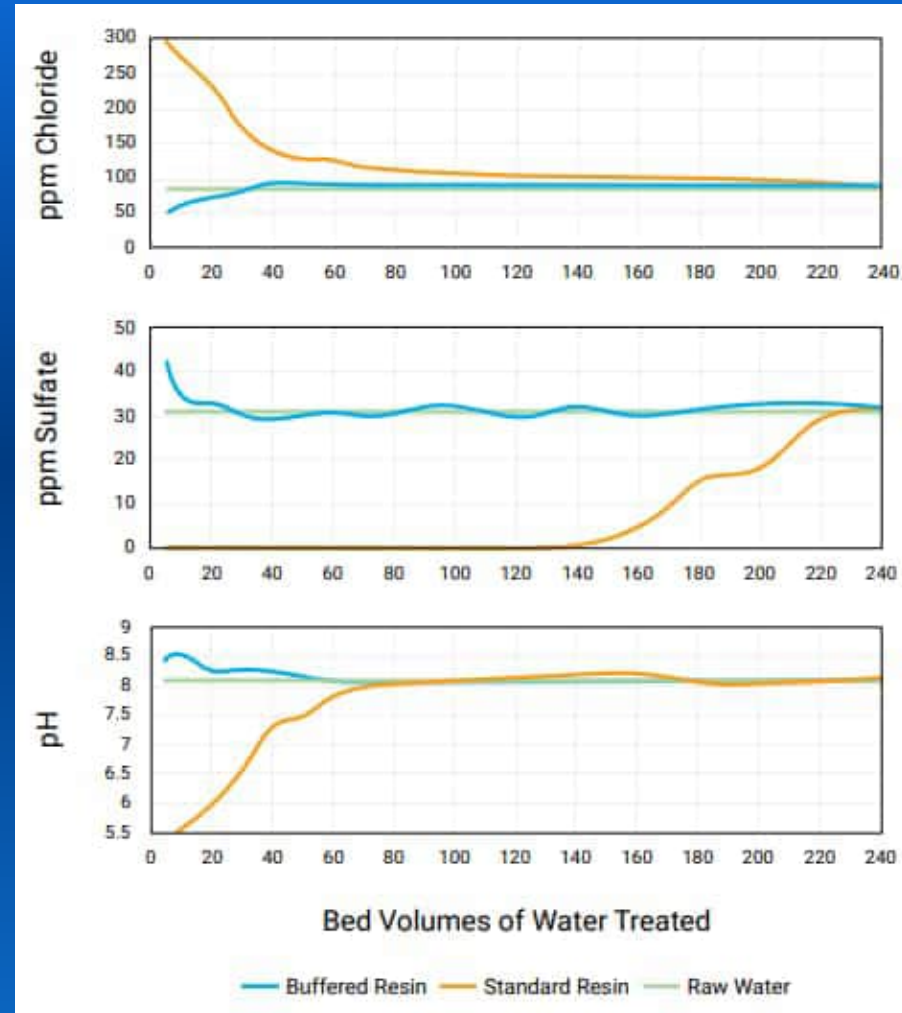 ppm Chloride
300
250
200
150
100
50
0
0 20 40 60 80 100 120 140 160 180 200 220 240
ppm Sulfate
50
40
30
20
10
0
0 20 40 60 80 100 120 140 160 180 200 220 240
pH
9
8.5
8
7.5
7
6.5
6
5.5
0 20 40 60 80 100 120 140 160 180 200 220 240
Bed Volumes of Water Treated
Buffered Resin Standard Resin Raw Water